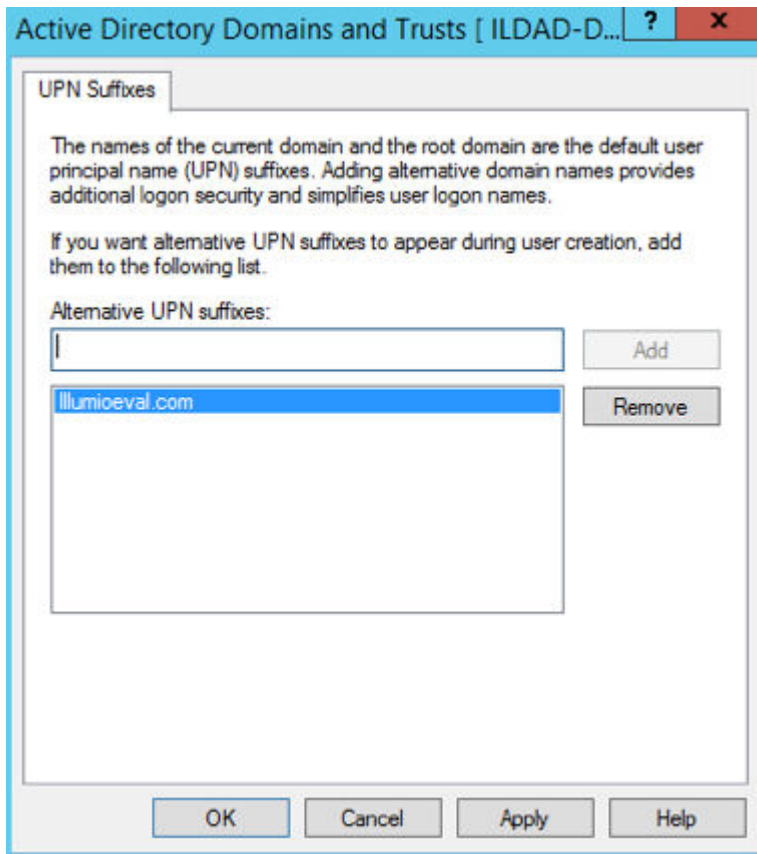 Active Directory Domains and Trusts [ ILDAD-D... ? x
UPN Suffixes
The names of the current domain and the root domain are the default user
principal name (UPN) suffixes. Adding alternative domain names provides
additional logon security and simplifies user logon names.
If you want alternative UPN suffixes to appear during user creation, add
them to the following list.
Alternative UPN suffixes:
Add
Illumioeval.com
Remove
OK Cancel Apply Help